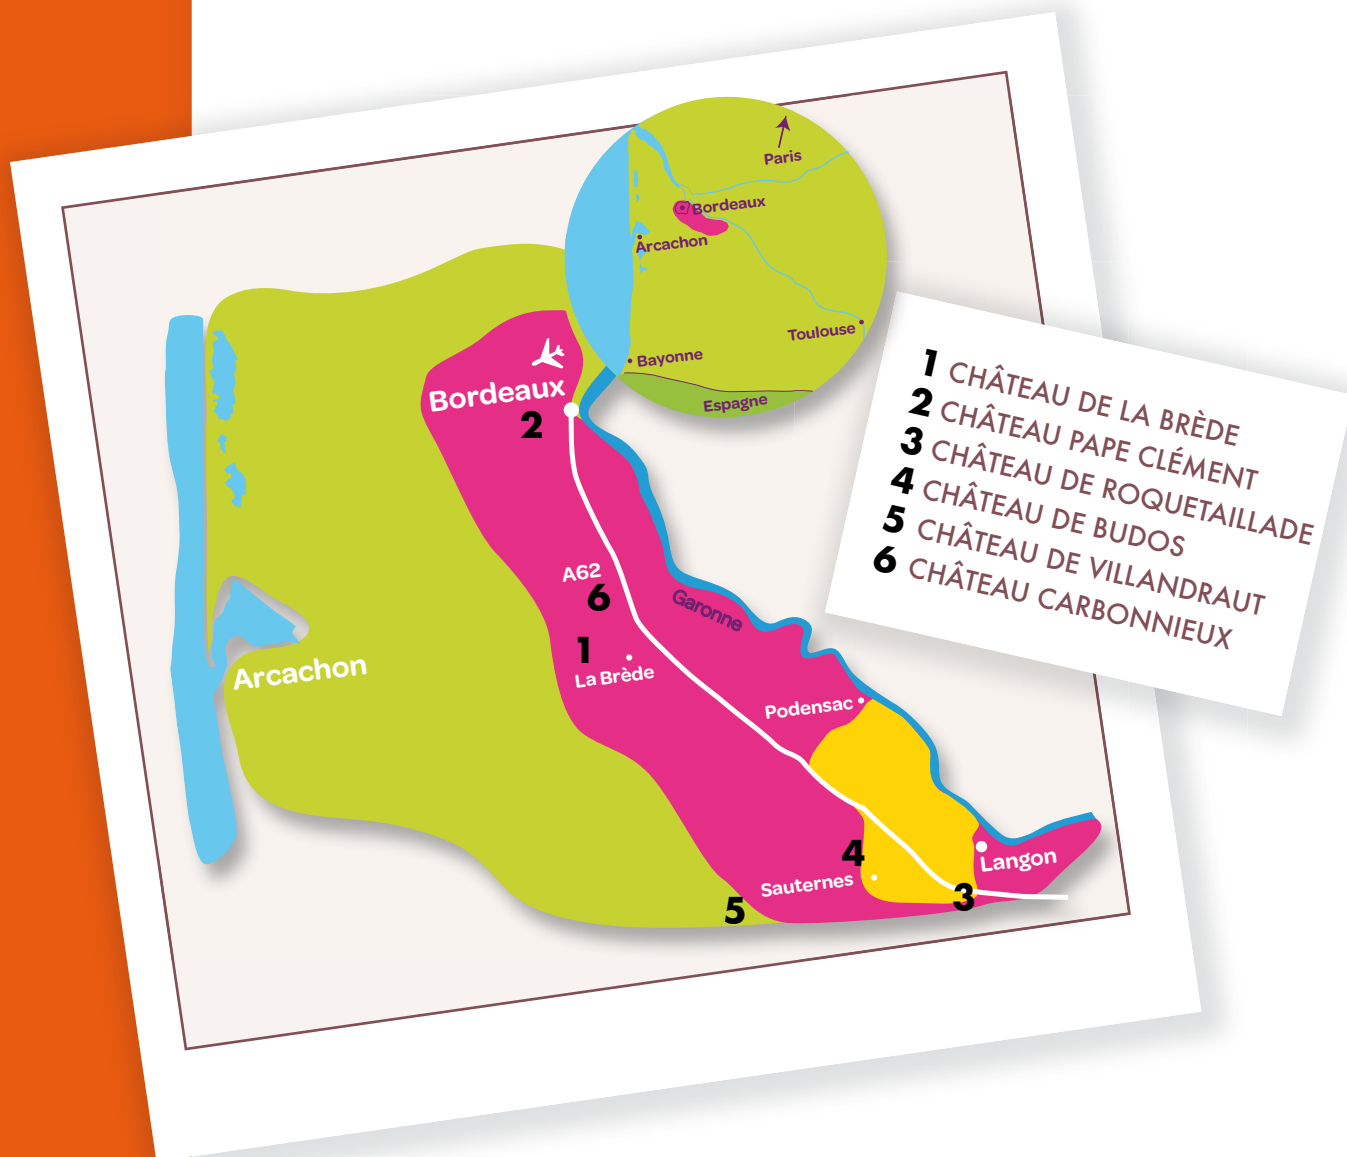 Paris
Bordeaux
Arcachon
Toulouse
Bayonne
Espagne
1 CHÂTEAU DE LA BRÈDE
2 CHÂTEAU PAPE CLÉMENT
3 CHÂTEAU DE ROQUETAILLADE
4 CHÂTEAU DE BUDOS
5 CHÂTEAU DE VILLANDRAUT
6 CHÂTEAU CARBONNIEUX
Bordeaux
2
A62
6
Garonne
1
La Brède
Arcachon
Podensac
4
Langon
Sauternes
3
5